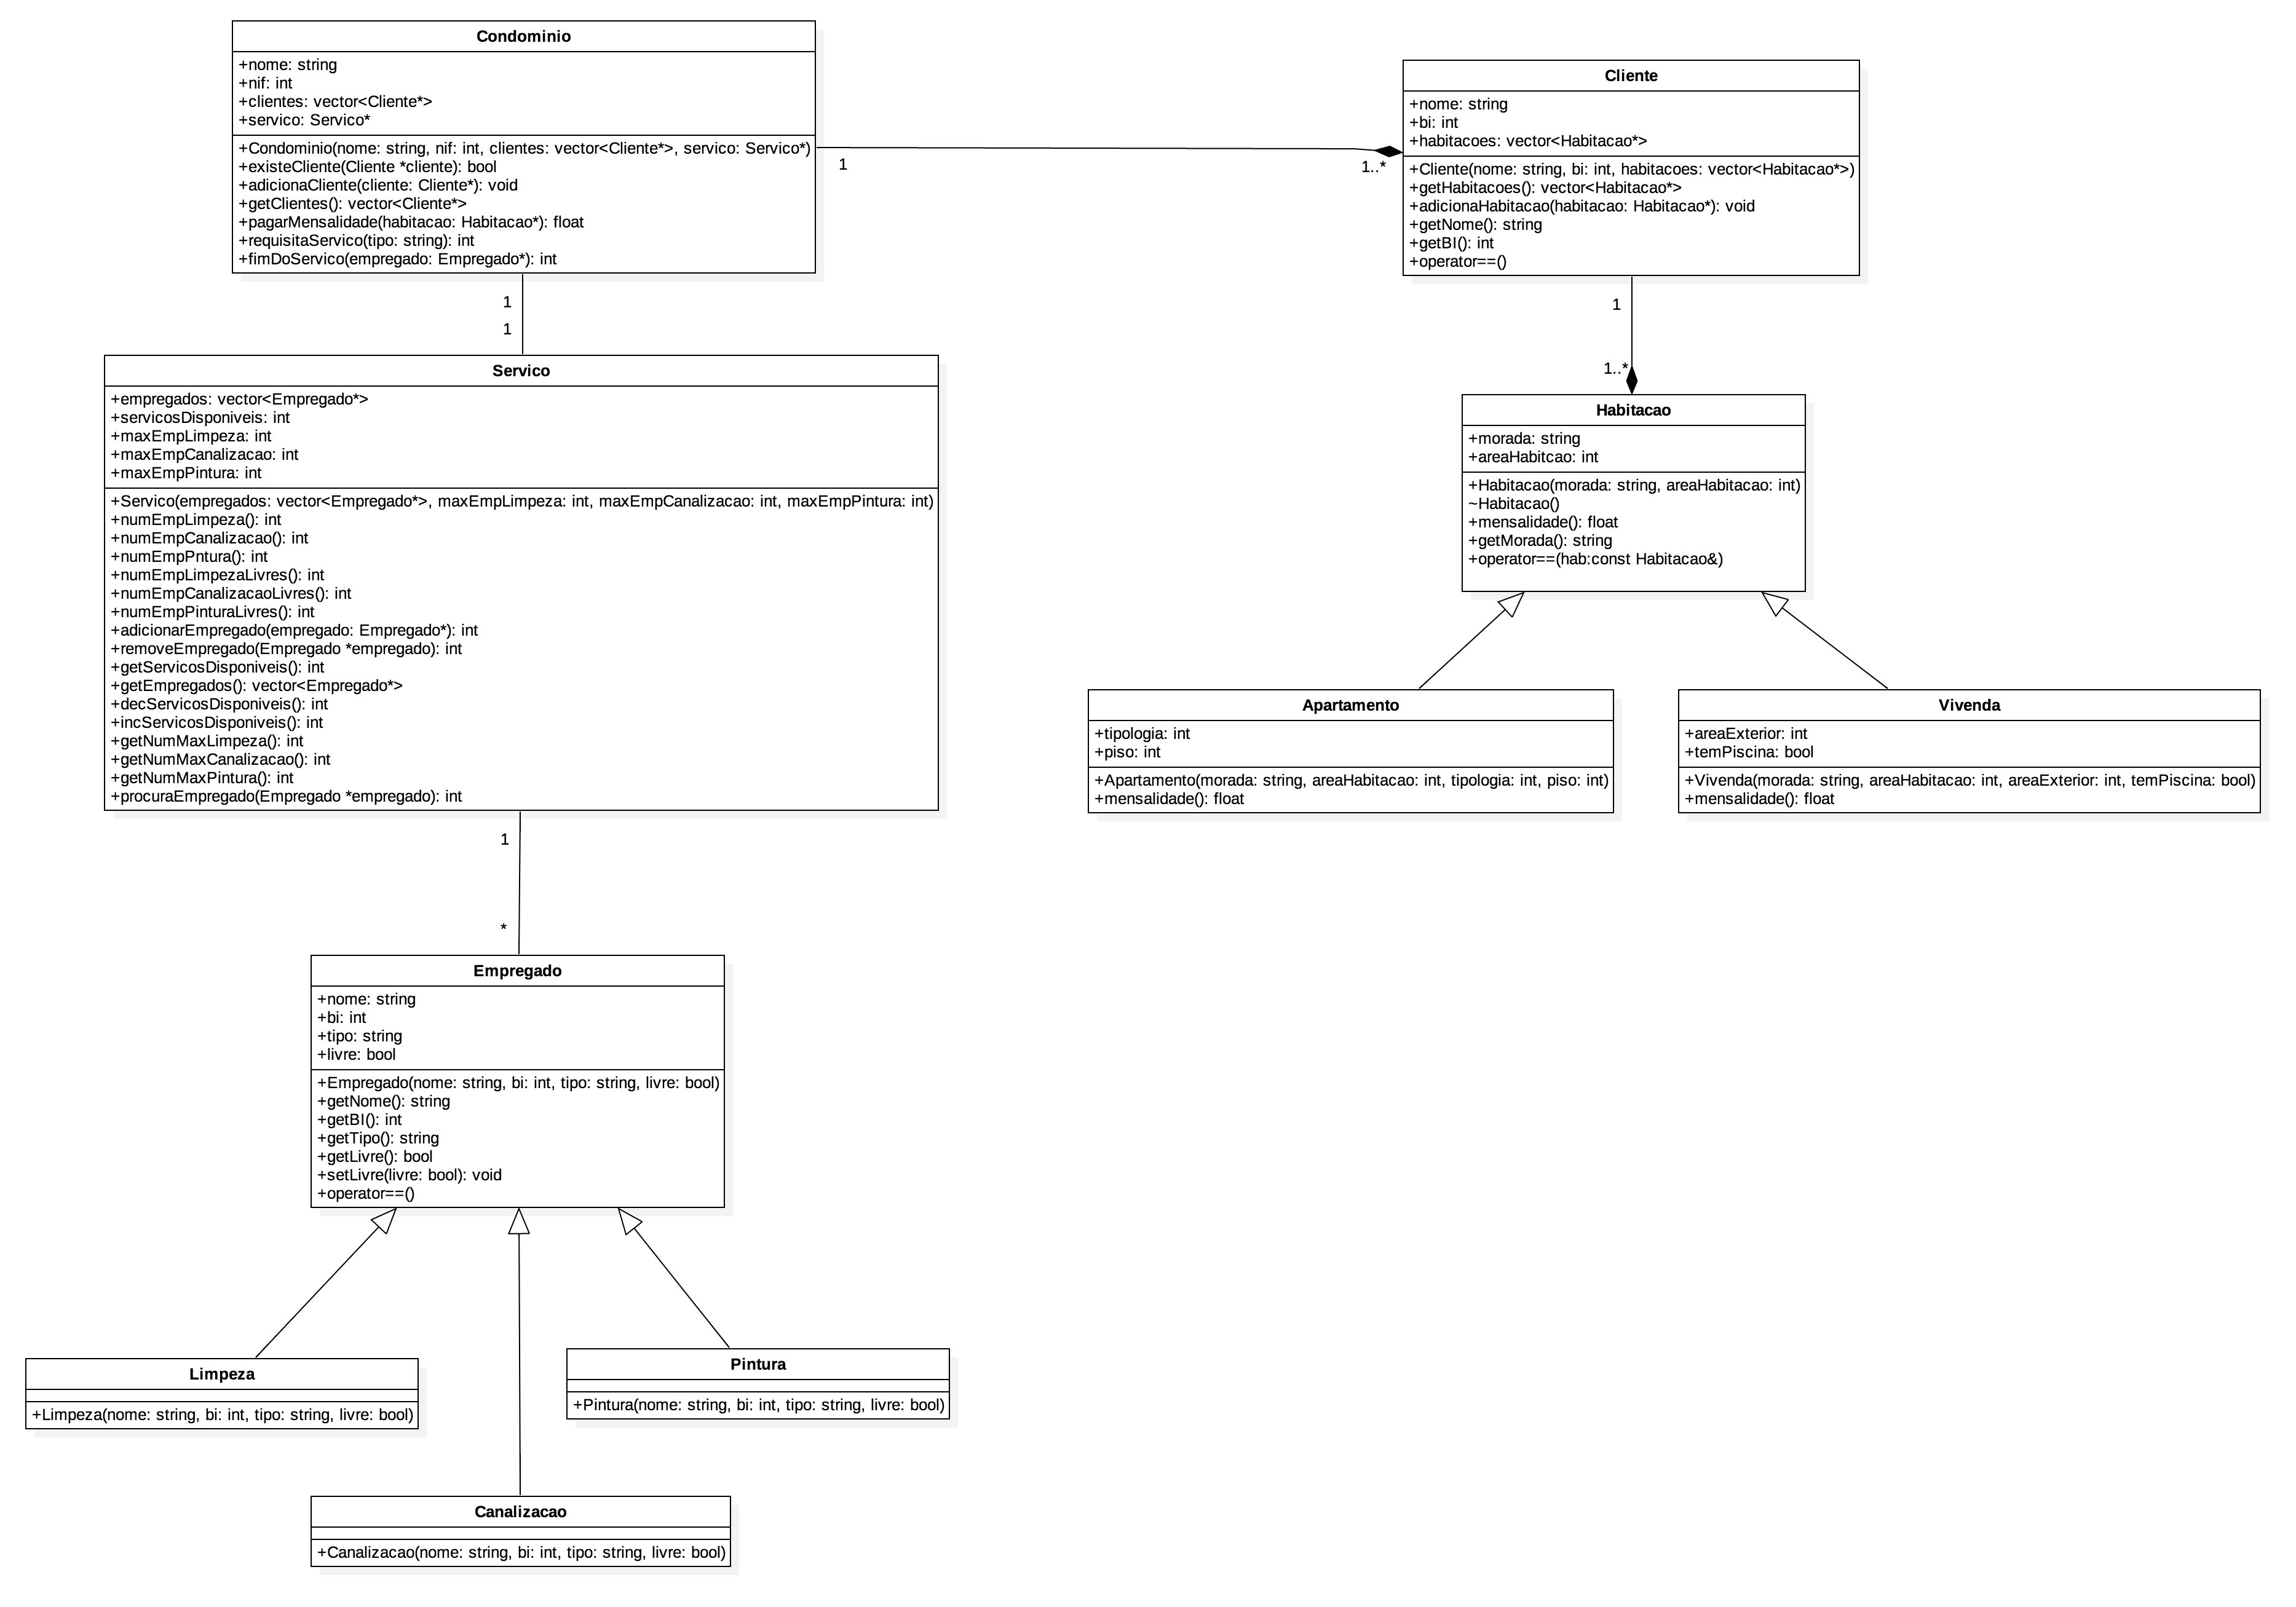 Condominio
+nome: string
+nif: int
+clientes: vector<Cliente*>
+servico: Servico*
+Condominio(nome: string, nif: int, clientes: vector<Cliente*>, servico: Servico*)
+existeCliente(Cliente *cliente): bool
+adicionaCliente(cliente: Cliente*): void
+getClientes(): vector<Cliente*>
+pagarMensalidade(habitacao: Habitacao*): float
+requisitaServico(tipo: string): int
+fimDoServico(empregado: Empregado*): int
1
1..*
Cliente
+nome: string
+bi: int
+habitacoes: vector<Habitacao*>
+Cliente(nome: string, bi: int, habitacoes: vector<Habitacao*>)
+getHabitacoes(): vector<Habitacao*>
+adicionaHabitacao(habitacao: Habitacao*): void
+getNome(): string
+getBI(): int
+operator==()
1
1
1
1..*
Servico
+empregados: vector<Empregado*>
+servicosDisponiveis: int
+maxEmpLimpeza: int
+maxEmpCanalizacao: int
+maxEmpPintura: int
+Servico(empregados: vector<Empregado*>, maxEmpLimpeza: int, maxEmpCanalizacao: int, maxEmpPintura: int)
+numEmpLimpeza(): int
+numEmpCanalizacao(): int
+numEmpPntura(): int
+numEmpLimpezaLivres(): int
+numEmpCanalizacaoLivres(): int
+numEmpPinturaLivres(): int
+adicionarEmpregado(empregado: Empregado*): int
+removeEmpregado(Empregado *empregado): int
+getServicosDisponiveis(): int
+getEmpregados(): vector<Empregado*>
+decServicosDisponiveis(): int
+incServicosDisponiveis(): int
+getNumMaxLimpeza(): int
+getNumMaxCanalizacao(): int
+getNumMaxPintura(): int
+procuraEmpregado(Empregado *empregado): int
Habitacao
+morada: string
+areaHabitcao: int
+Habitacao(morada: string, areaHabitacao: int)
~Habitacao()
+mensalidade(): float
+getMorada(): string
+operator==(hab:const Habitacao&)
Apartamento
+tipologia: int
+piso: int
+Apartamento(morada: string, areaHabitacao: int, tipologia: int, piso: int)
+mensalidade(): float
Vivenda
+areaExterior: int
+temPiscina: bool
+Vivenda(morada: string, areaHabitacao: int, areaExterior: int, temPiscina: bool)
+mensalidade(): float
1
*
Empregado
+nome: string
+bi: int
+tipo: string
+livre: bool
+Empregado(nome: string, bi: int, tipo: string, livre: bool)
+getNome(): string
+getBI(): int
+getTipo(): string
+getLivre(): bool
+setLivre(livre: bool): void
+operator==()
Limpeza
+Limpeza(nome: string, bi: int, tipo: string, livre: bool)
Pintura
+Pintura(nome: string, bi: int, tipo: string, livre: bool)
Canalizacao
+Canalizacao(nome: string, bi: int, tipo: string, livre: bool)